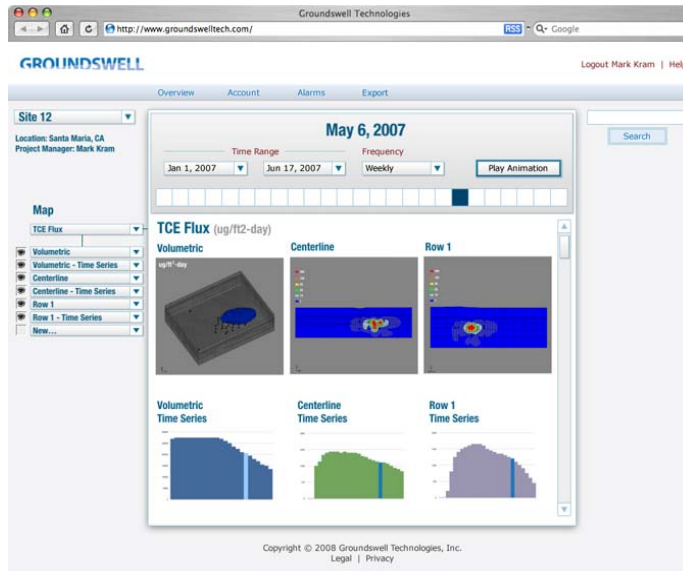 Groundswell Technologies
http://www.groundswelltech.com/
RSS
Google
GROUNDSWELL
Logout Mark Kram | Help
Overview Account Alarms Export
Site 12
Location: Santa Maria, CA
Project Manager: Mark Kram
May 6, 2007
Time Range
Frequency
Jan 1, 2007
Jun 17, 2007
Weekly
Play Animation
Search
Map
TCE Flux
Volumetric
Volumetric - Time Series
Centerline
Centerline - Time Series
Row 1
Row 1 - Time Series
New...
TCE Flux (ug/ft2-day)
Volumetric
Centerline
Row 1
ug/ft²-day
Volumetric
Time Series
Centerline
Time Series
Row 1
Time Series
Copyright © 2008 Groundswell Technologies, Inc.
Legal | Privacy